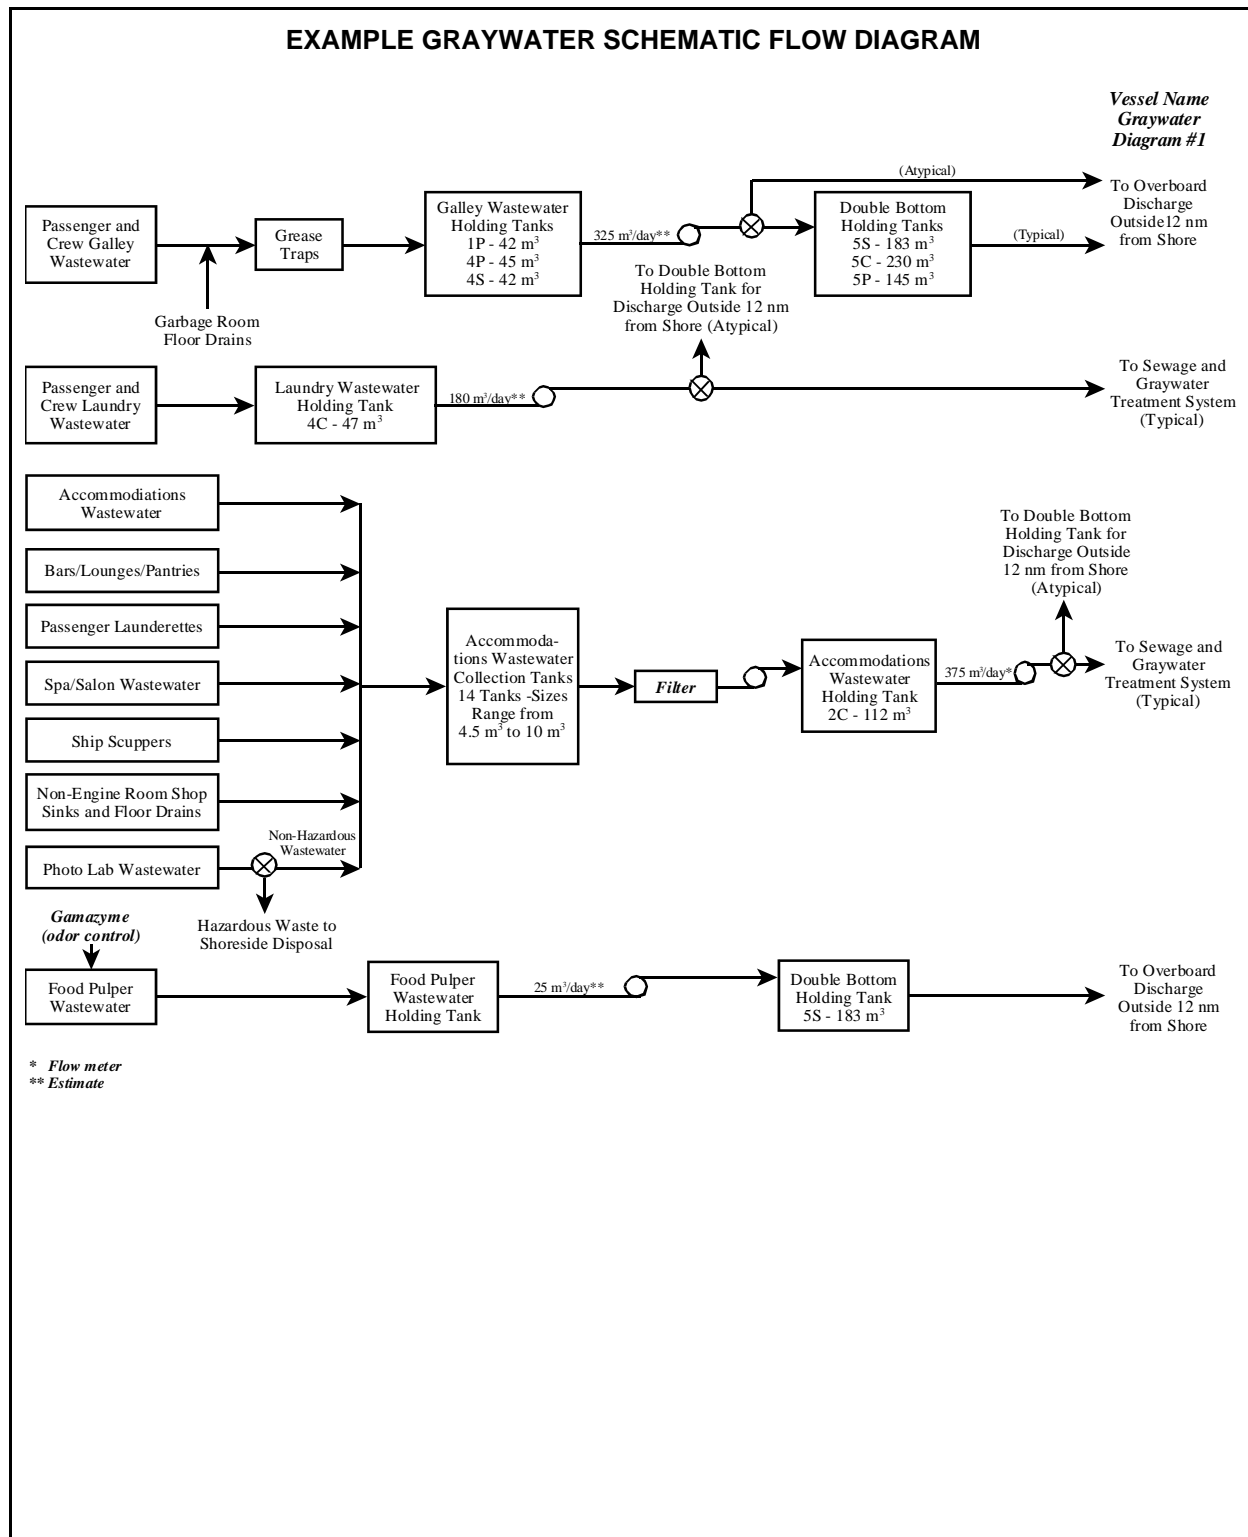 EXAMPLE GRAYWATER SCHEMATIC FLOW DIAGRAM
Vessel Name
Graywater
Diagram #1
Passenger and
Crew Galley
Wastewater
Garbage Room
Floor Drains
Grease
Traps
Galley Wastewater
Holding Tanks
1P - 42 m³
4P - 45 m³
4S - 42 m³
325 m³/day**
(Atypical)
Double Bottom
Holding Tanks
5S - 183 m³
5C - 230 m³
5P - 145 m³
(Typical)
To Overboard
Discharge
Outside12 nm
from Shore
To Double Bottom
Holding Tank for
Discharge Outside 12 nm
from Shore (Atypical)
Passenger and
Crew Laundry
Wastewater
Laundry Wastewater
Holding Tank
4C - 47 m³
180 m³/day**
To Sewage and
Graywater
Treatment System
(Typical)
Accommodiations
Wastewater
Bars/Lounges/Pantries
Passenger Launderettes
Spa/Salon Wastewater
Ship Scuppers
Non-Engine Room Shop
Sinks and Floor Drains
Photo Lab Wastewater
Non-Hazardous
Wastewater
Hazardous Waste to
Shoreside Disposal
Accommoda-
tions Wastewater
Collection Tanks
14 Tanks -Sizes
Range from
4.5 m³ to 10 m³
Filter
Accommodations
Wastewater
Holding Tank
2C - 112 m³
375 m³/day*
To Double Bottom
Holding Tank for
Discharge Outside
12 nm from Shore
(Atypical)
To Sewage and
Graywater
Treatment System
(Typical)
Gamazyme
(odor control)
Food Pulper
Wastewater
Food Pulper
Wastewater
Holding Tank
25 m³/day**
Double Bottom
Holding Tank
5S - 183 m³
To Overboard
Discharge
Outside 12 nm
from Shore
* Flow meter
** Estimate